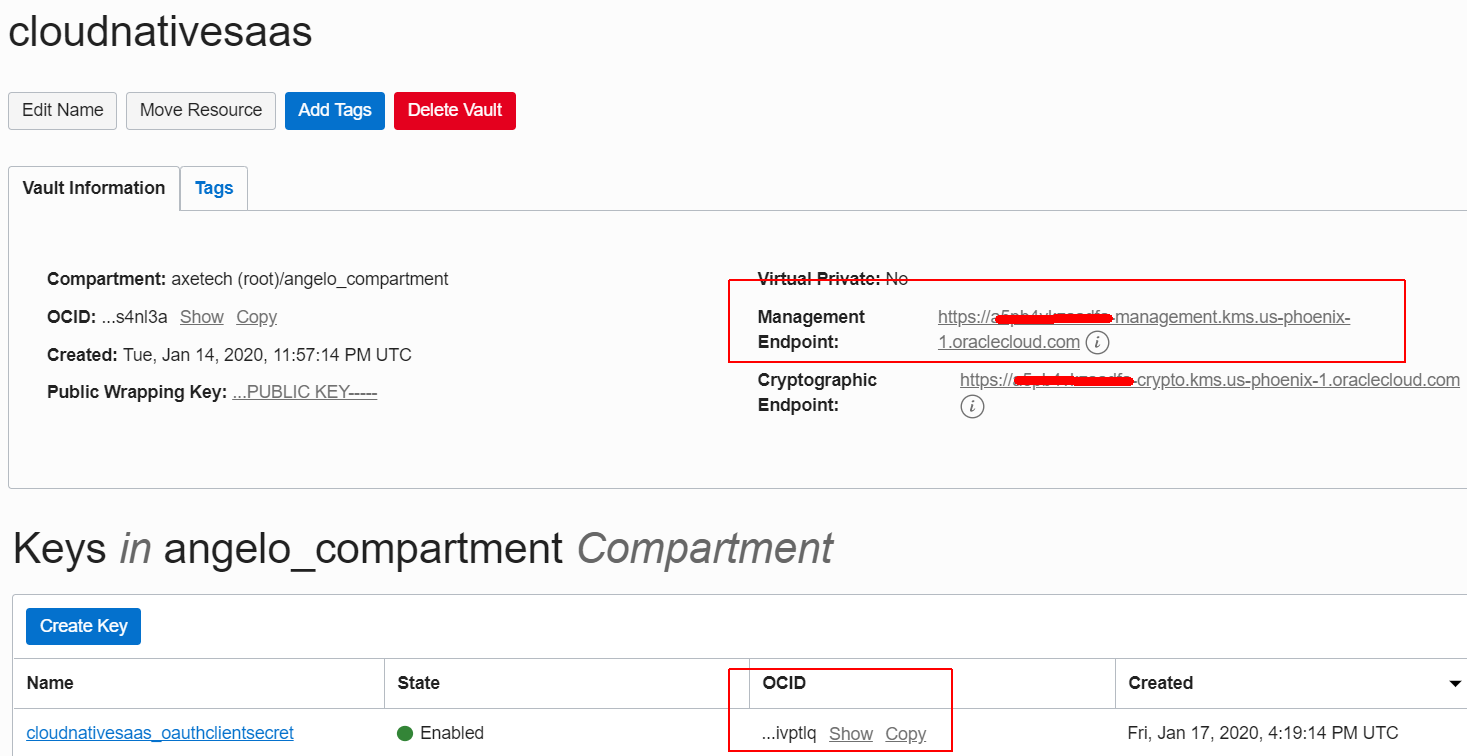 cloudnativesaas
Edit Name Move Resource Add Tags Delete Vault
Vault Information Tags
Compartment: axetech (root)/angelo_compartment
OCID: ...s4nl3a Show Copy
Created: Tue, Jan 14, 2020, 11:57:14 PM UTC
Public Wrapping Key: ...PUBLIC KEY-----
Virtual Private: No
Management Endpoint: https://
-management.kms.us-phoenix-
1.oraclecloud.com i
Cryptographic Endpoint: https://
-crypto.kms.us-phoenix-1.oraclecloud.com
i
Keys in angelo_compartment Compartment
Create Key
Name State OCID Created
cloudnativesaas_oauthclientsecret Enabled ...ivptlq Show Copy Fri, Jan 17, 2020, 4:19:14 PM UTC